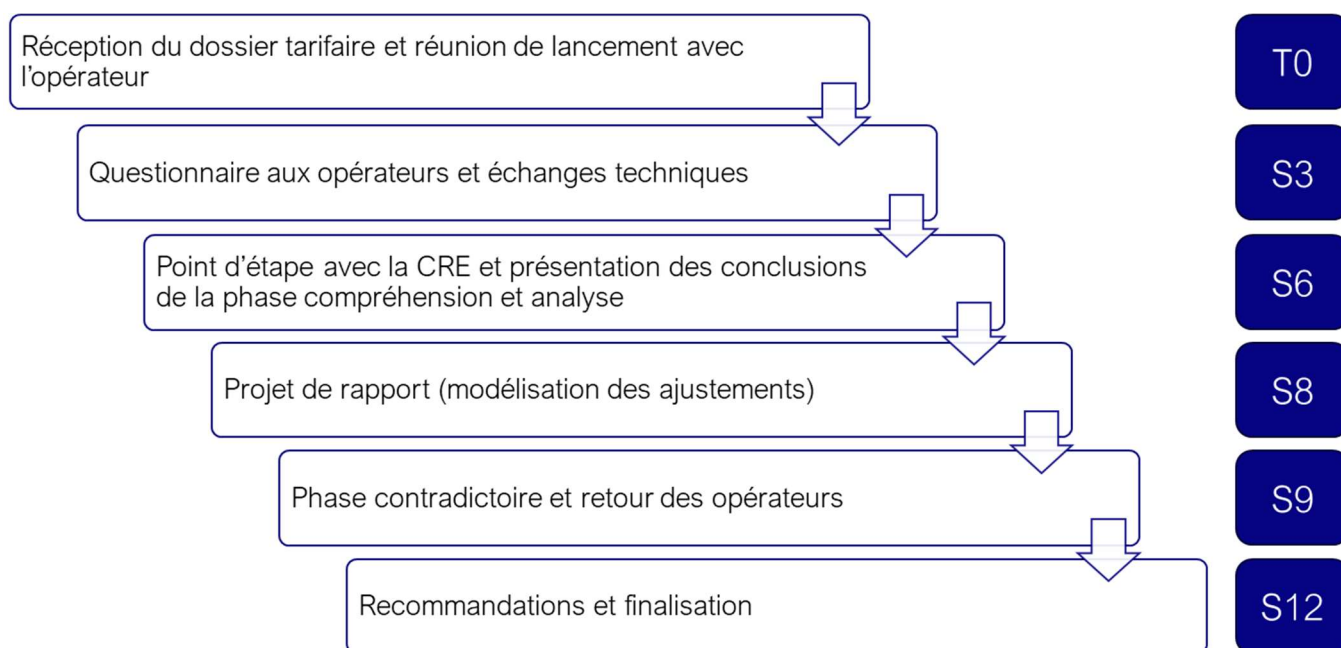 Réception du dossier tarifaire et réunion de lancement avec
l’opérateur
T0
Questionnaire aux opérateurs et échanges techniques
S3
Point d’étape avec la CRE et présentation des conclusions
de la phase compréhension et analyse
S6
Projet de rapport (modélisation des ajustements)
S8
Phase contradictoire et retour des opérateurs
S9
Recommandations et finalisation
S12